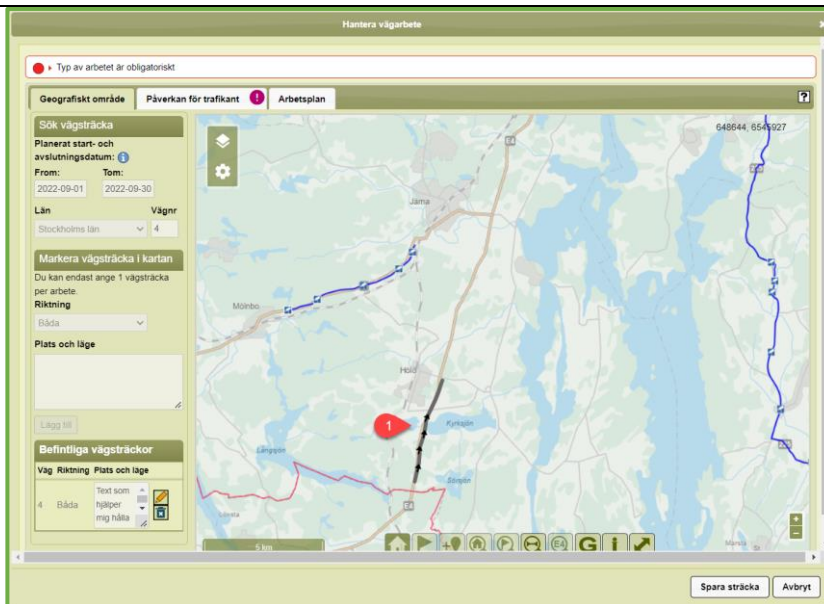 Hantera vägarbete
Typ av arbetet är obligatoriskt
Geografiskt område
Påverkan för trafikant
!
Arbetsplan
?
Sök vägsträcka
Planerat start- och
avslutningsdatum:
From:
Tom:
2022-09-01
2022-09-30
Län
Vägnr
Stockholms län
4
Markera vägsträcka i kartan
Du kan endast ange 1 vägsträcka
per arbete.
Riktning
Båda
Plats och läge
Lägg till
Befintliga vägsträckor
Väg Riktning Plats och läge
4 Båda
Text som
hjälper
mig hålla
648644, 6545927
Järna
Mölnbo
Hölö
1
Kyrksjön
Långsjön
Sörsjön
5 km
E4
G
i
+
−
Spara sträcka
Avbryt